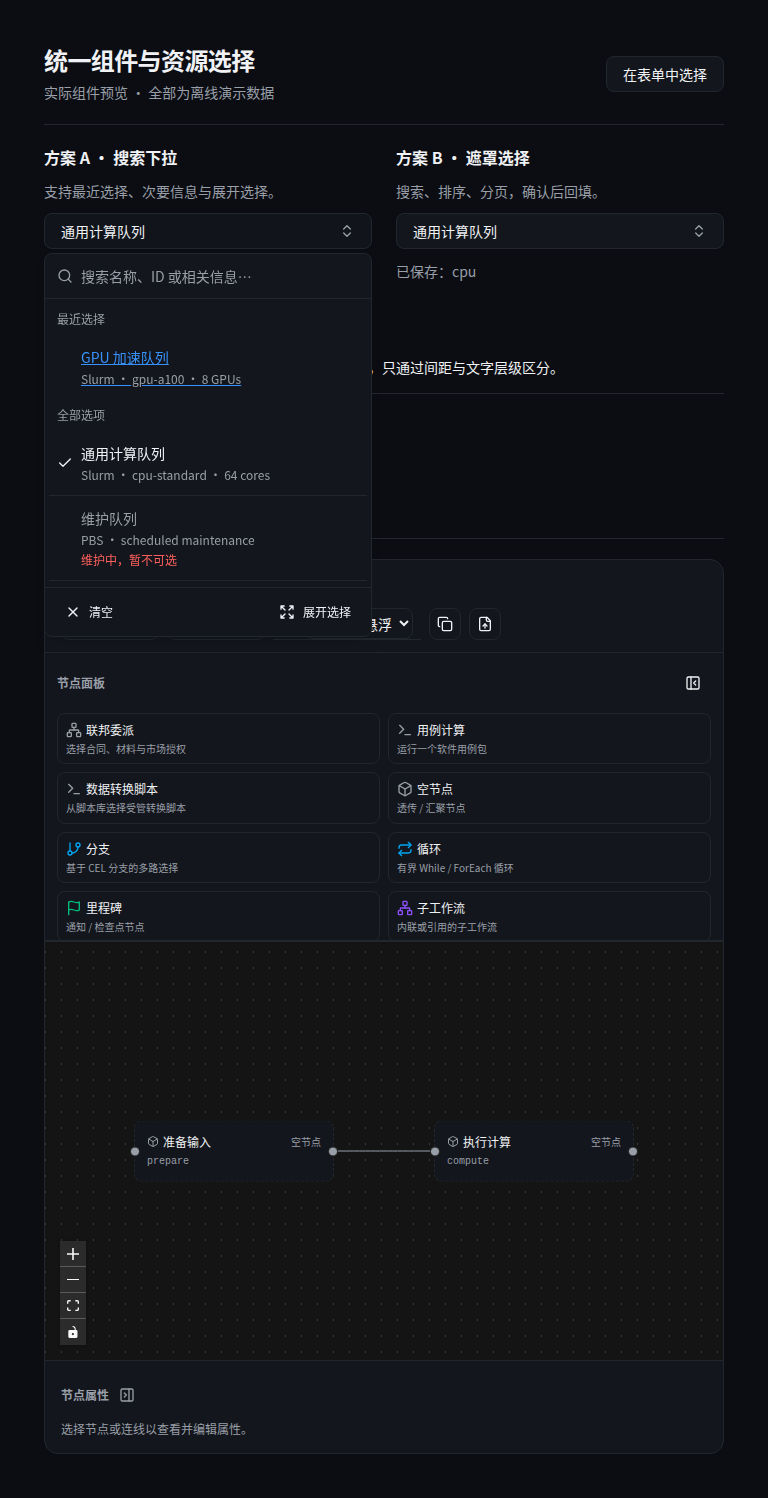 统一组件与资源选择
实际组件预览 · 全部为离线演示数据
在表单中选择
方案 A · 搜索下拉
支持最近选择、次要信息与展开选择。
通用计算队列
方案 B · 遮罩选择
搜索、排序、分页，确认后回填。
通用计算队列
已保存：cpu
搜索名称、ID 或相关信息…
最近选择
GPU 加速队列
Slurm · gpu-a100 · 8 GPUs
全部选项
通用计算队列
Slurm · cpu-standard · 64 cores
维护队列
PBS · scheduled maintenance
维护中，暂不可选
清空
展开选择
，只通过间距与文字层级区分。
悬浮
节点面板
联邦委派
选择合同、材料与市场授权
用例计算
运行一个软件用例包
数据转换脚本
从脚本库选择受管转换脚本
空节点
透传 / 汇聚节点
分支
基于 CEL 分支的多路选择
循环
有界 While / ForEach 循环
里程碑
通知 / 检查点节点
子工作流
内联或引用的子工作流
准备输入
空节点
prepare
执行计算
空节点
compute
节点属性
选择节点或连线以查看并编辑属性。